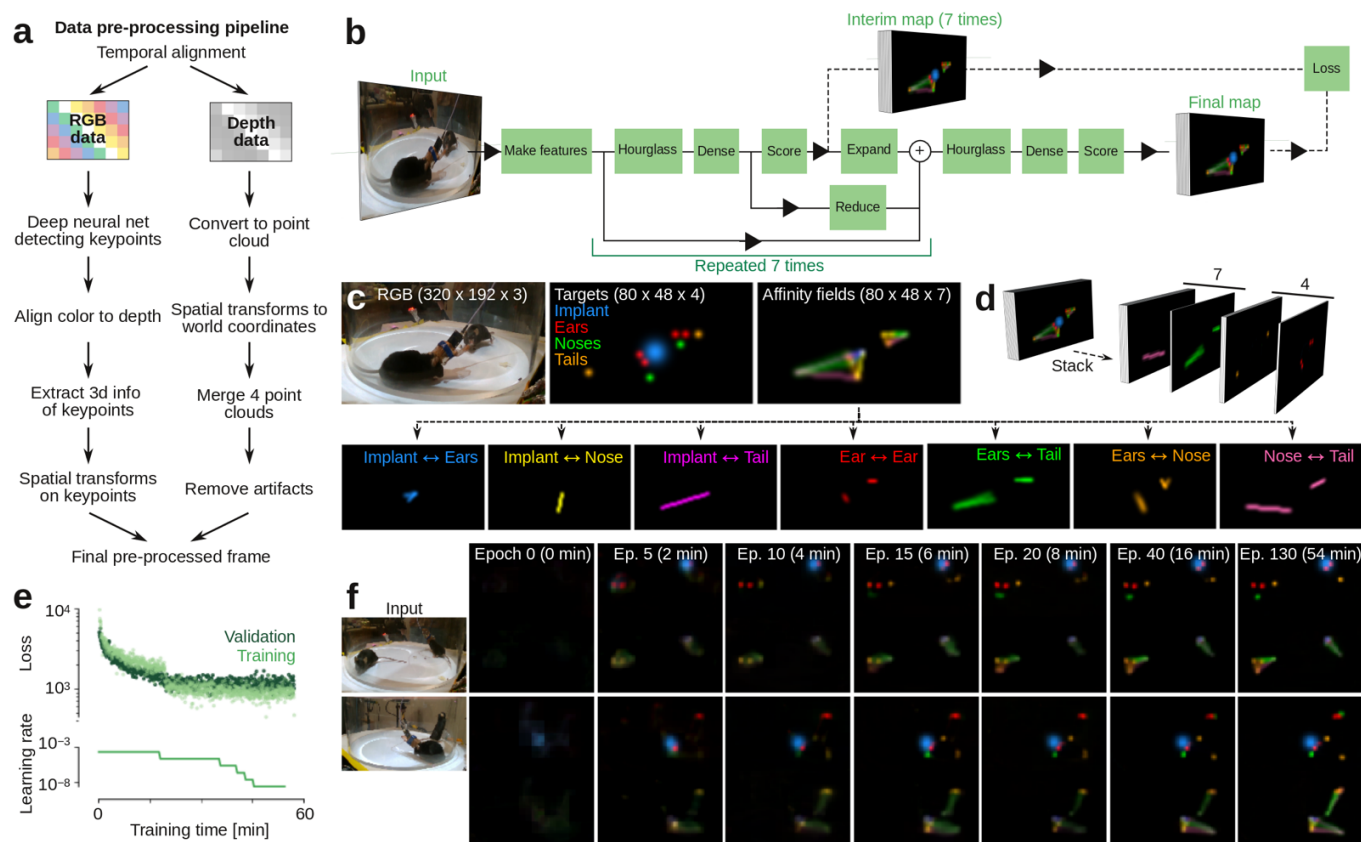 a
Data pre-processing pipeline
Temporal alignment
RGB
data
Depth
data
Deep neural net
detecting keypoints
Convert to point
cloud
Align color to depth
Spatial transforms to
world coordinates
Extract 3d info
of keypoints
Merge 4 point
clouds
Spatial transforms
on keypoints
Remove artifacts
Final pre-processed frame
b
Input
Interim map (7 times)
Loss
Final map
Make features
Hourglass
Dense
Score
Expand
+
Hourglass
Dense
Score
Reduce
Repeated 7 times
c
RGB (320 x 192 x 3)
Targets (80 x 48 x 4)
Implant
Ears
Noses
Tails
Affinity fields (80 x 48 x 7)
d
Stack
7
4
Implant ↔ Ears
Implant ↔ Nose
Implant ↔ Tail
Ear ↔ Ear
Ears ↔ Tail
Ears ↔ Nose
Nose ↔ Tail
e
Loss
10⁴
10³
Validation
Training
Learning rate
10⁻³
10⁻⁸
0
60
Training time [min]
f
Input
Epoch 0 (0 min)
Ep. 5 (2 min)
Ep. 10 (4 min)
Ep. 15 (6 min)
Ep. 20 (8 min)
Ep. 40 (16 min)
Ep. 130 (54 min)